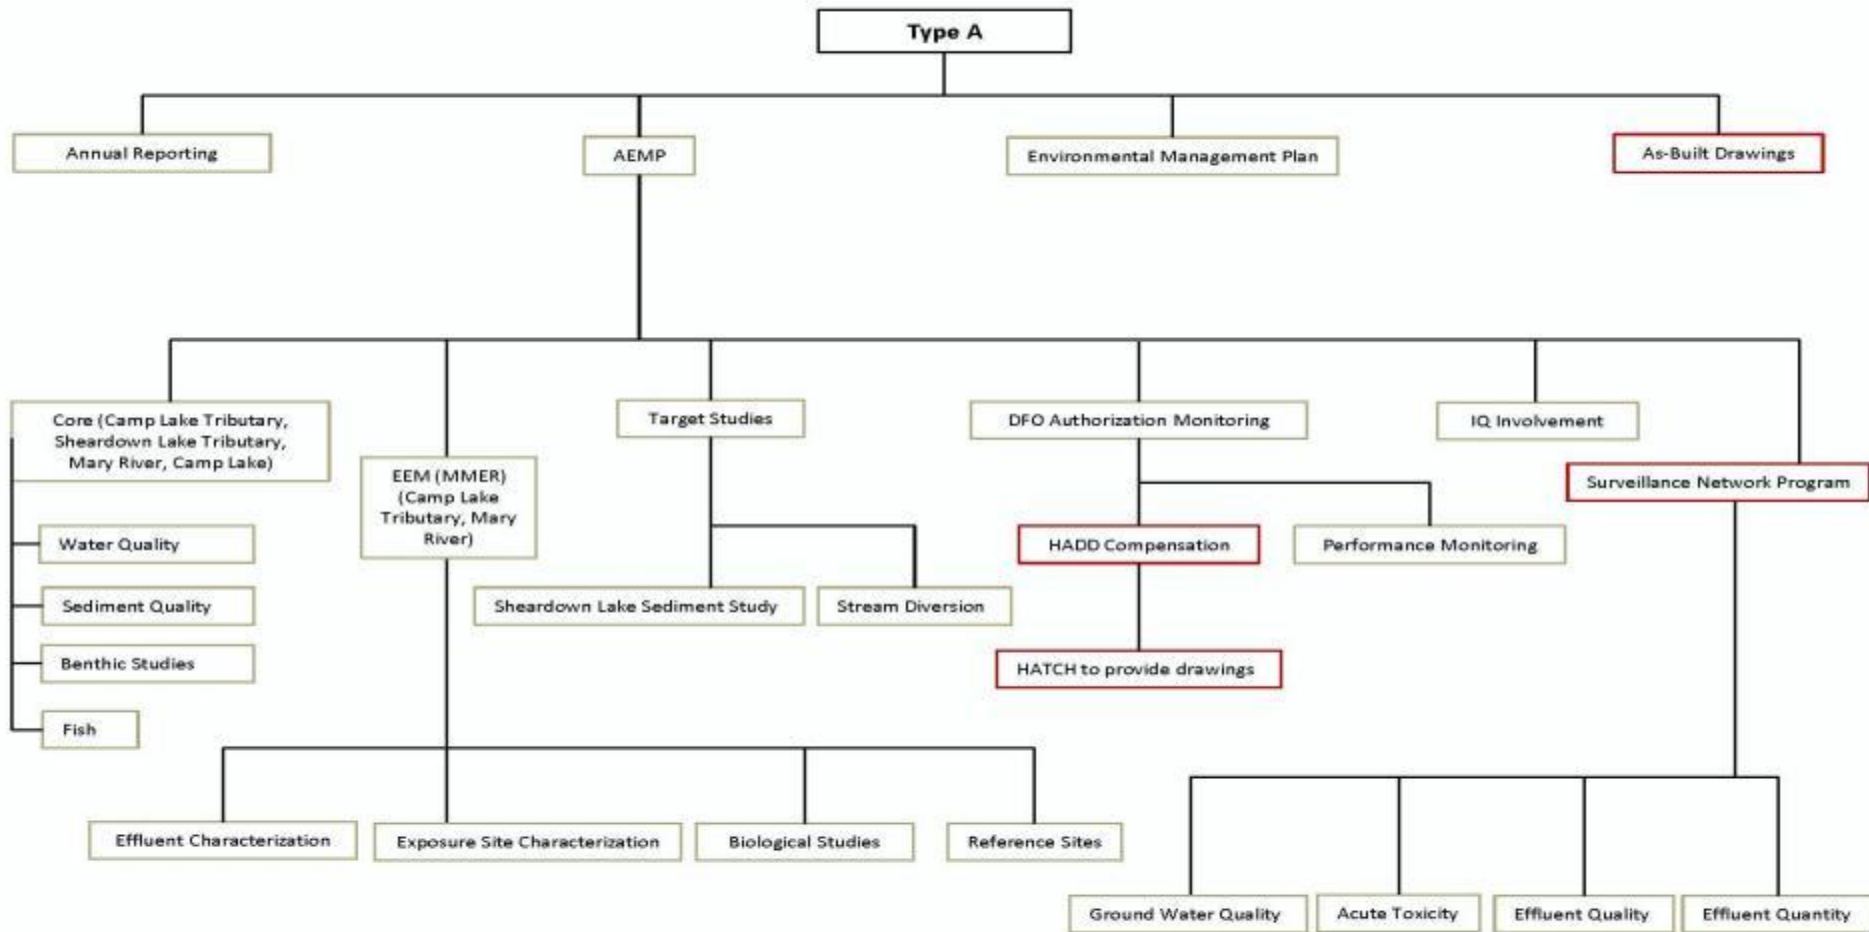 Type A
Annual Reporting
AEMP
Environmental Management Plan
As-Built Drawings
Core (Camp Lake Tributary,
Sheardown Lake Tributary,
Mary River, Camp Lake)
Target Studies
DFO Authorization Monitoring
IQ Involvement
EEM (MMER)
(Camp Lake
Tributary, Mary
River)
Surveillance Network Program
Water Quality
HADD Compensation
Performance Monitoring
Sediment Quality
Sheardown Lake Sediment Study
Stream Diversion
Benthic Studies
HATCH to provide drawings
Fish
Effluent Characterization
Exposure Site Characterization
Biological Studies
Reference Sites
Ground Water Quality
Acute Toxicity
Effluent Quality
Effluent Quantity